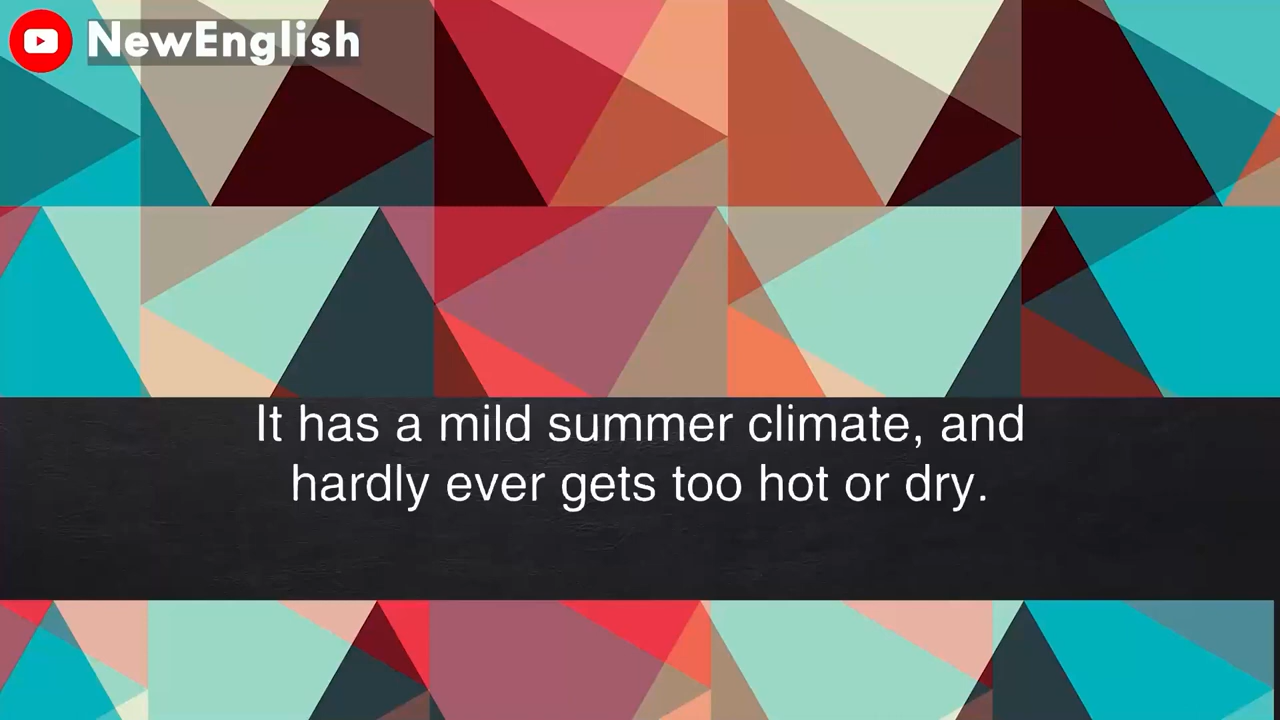 NewEnglish
It has a mild summer climate, and
hardly ever gets too hot or dry.